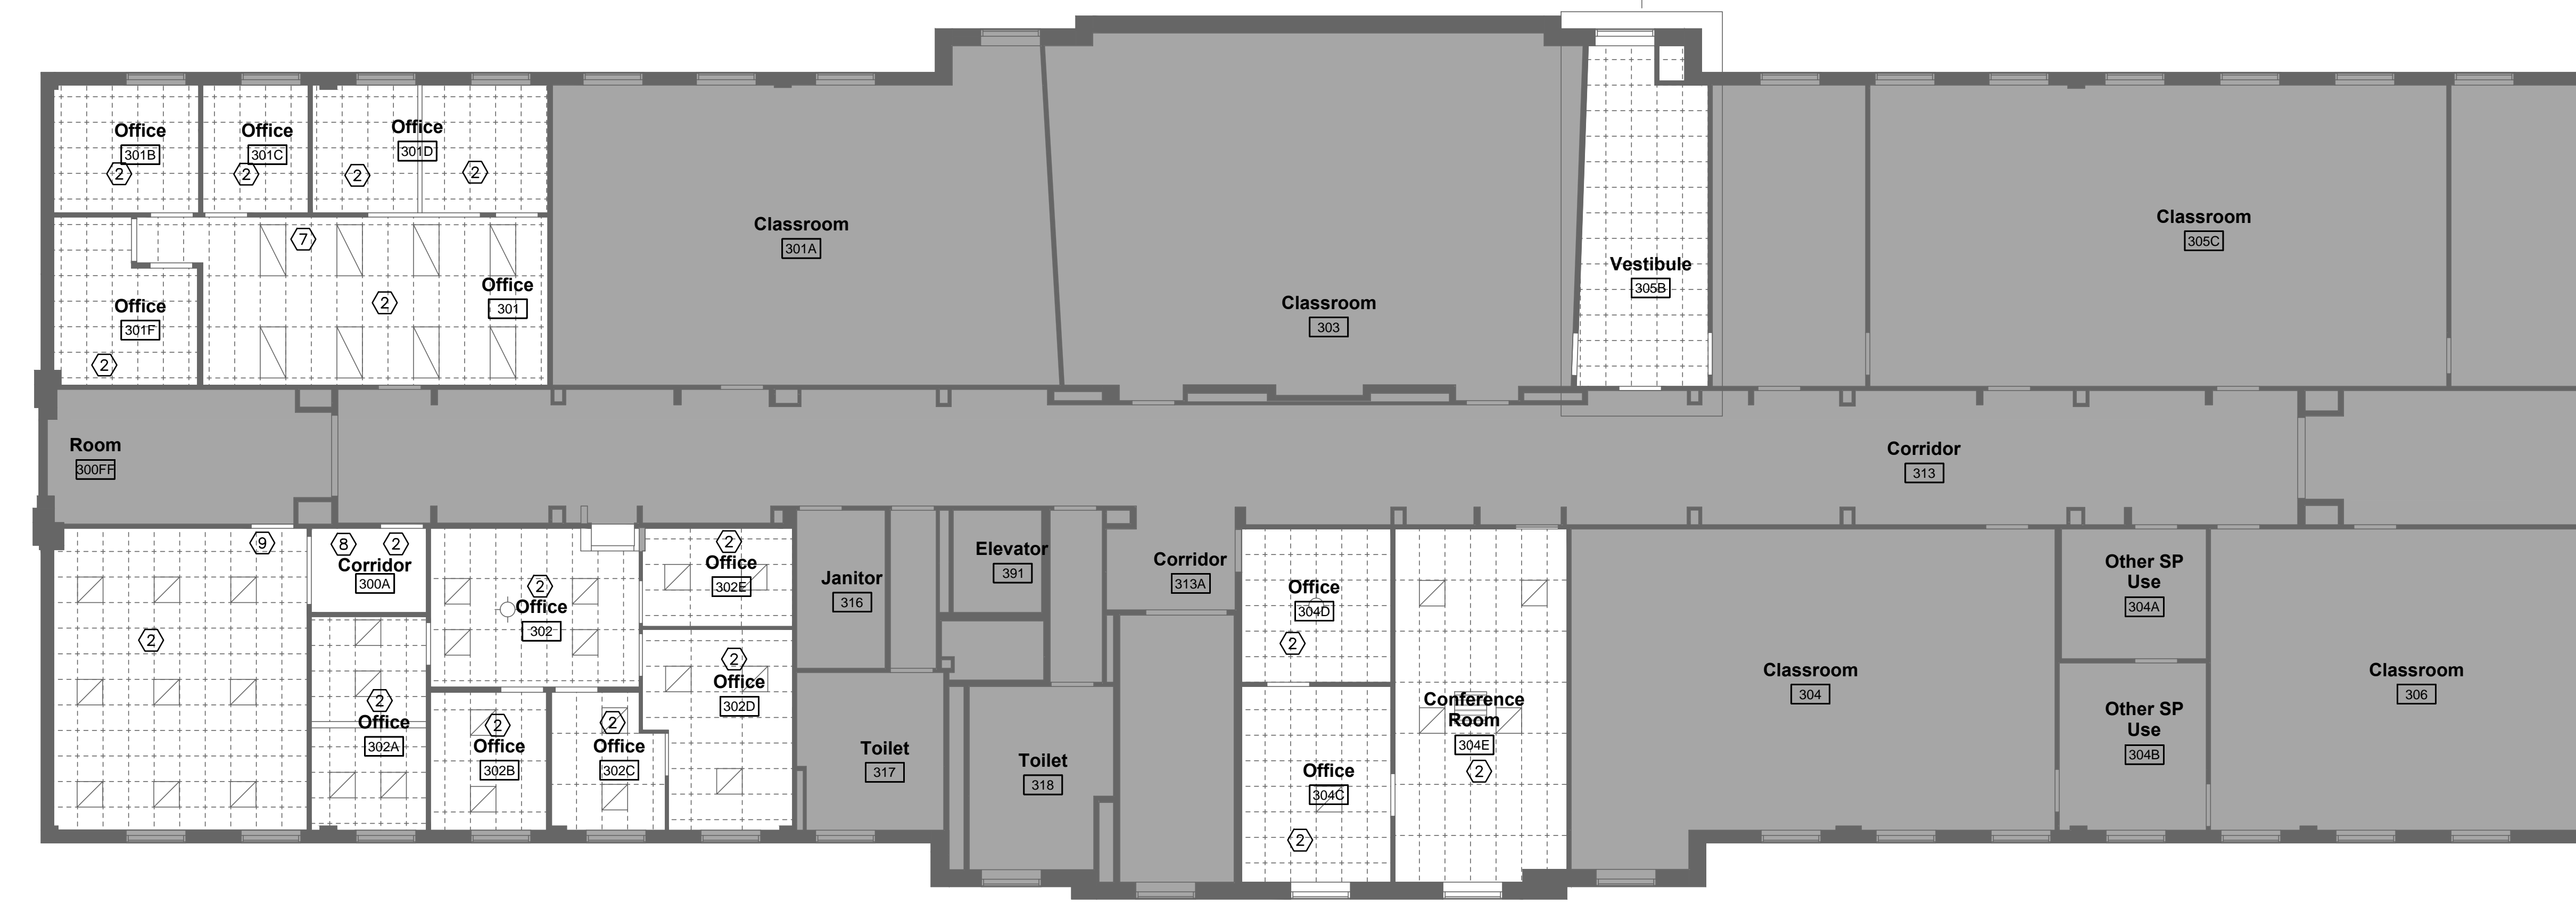 Office
301B
2
Office
301C
2
Office
301D
2
2
7
2
Office
301
Office
301F
2
Classroom
301A
Classroom
303
Vestibule
305B
Classroom
305C
Room
300FF
Corridor
313
9
2
8
2
Corridor
300A
2
Office
302A
2
Office
302
2
Office
302B
2
Office
302C
2
Office
302E
2
Office
302D
Janitor
316
Elevator
391
Corridor
313A
Toilet
317
Toilet
318
Office
304D
2
Office
304C
2
Conference
Room
304E
2
Classroom
304
Other SP
Use
304A
Other SP
Use
304B
Classroom
306